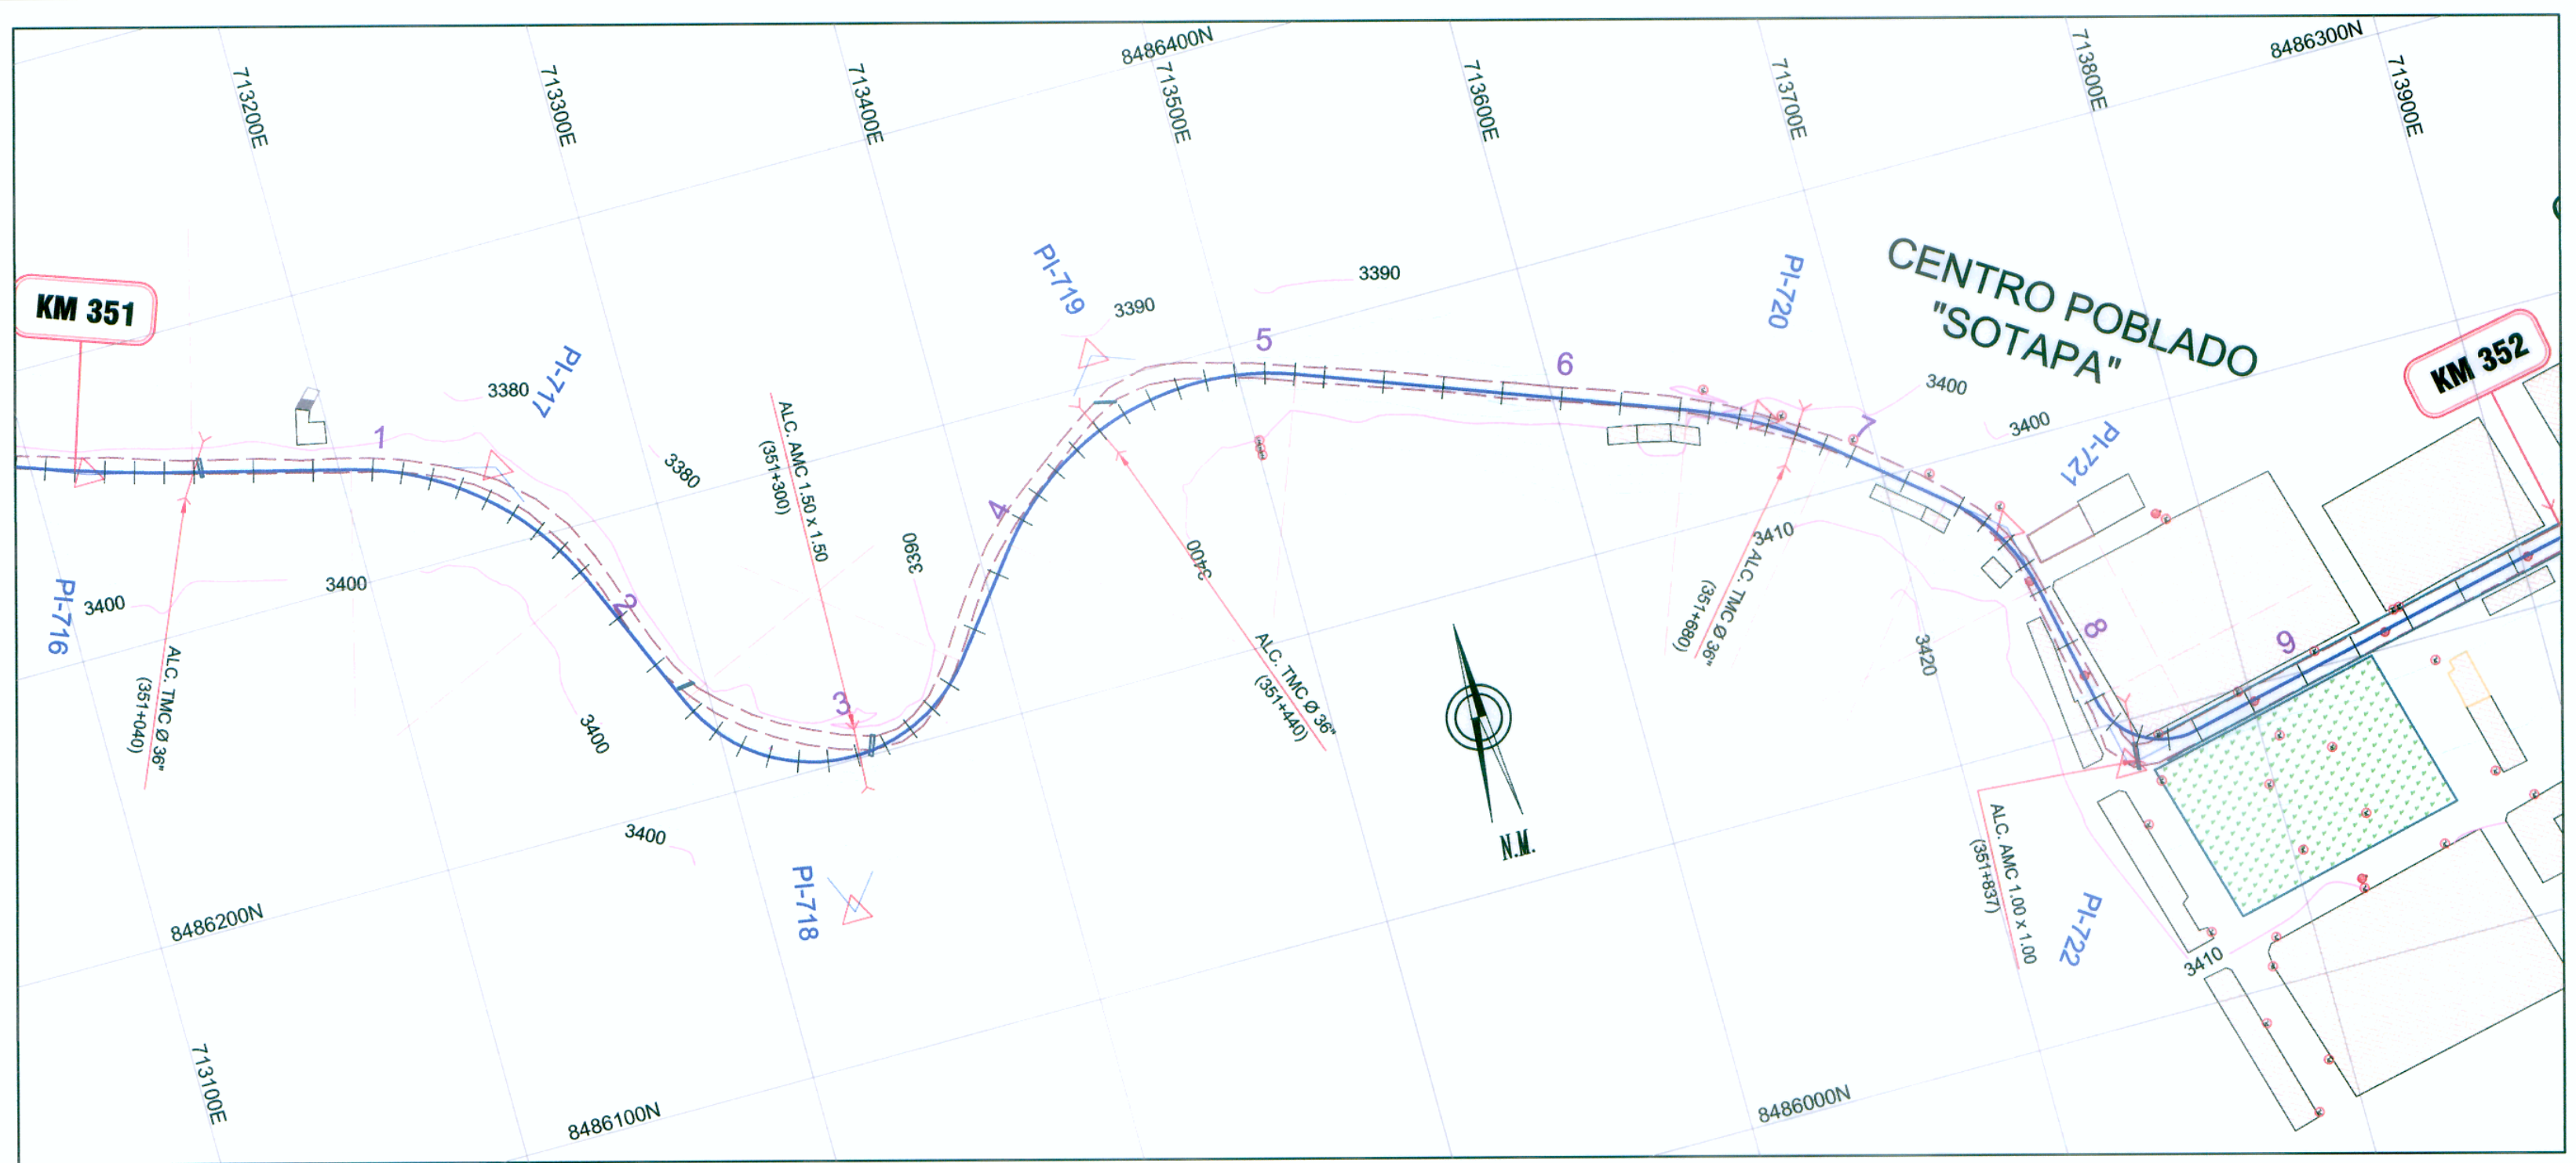 8486400N
8486300N
713200E
713300E
713400E
713500E
713600E
713700E
713800E
713900E
KM 351
PI-719
3390
3390
PI-720
CENTRO POBLADO
"SOTAPA"
KM 352
PI-717
3380
1
5
6
7
3400
3400
PI-721
3380
ALC. AMC 1.50 x 1.50
(351+300)
4
3390
3400
3410
PI-716
3400
3400
2
ALC. TMC Ø 36"
(351+040)
ALC. TMC Ø 36"
(351+440)
ALC. TMC Ø 36"
(351+680)
3420
8
9
3
3400
3400
PI-718
N.M.
ALC. AMC 1.00 x 1.00
(351+837)
PI-722
3410
8486200N
713100E
8486100N
8486000N